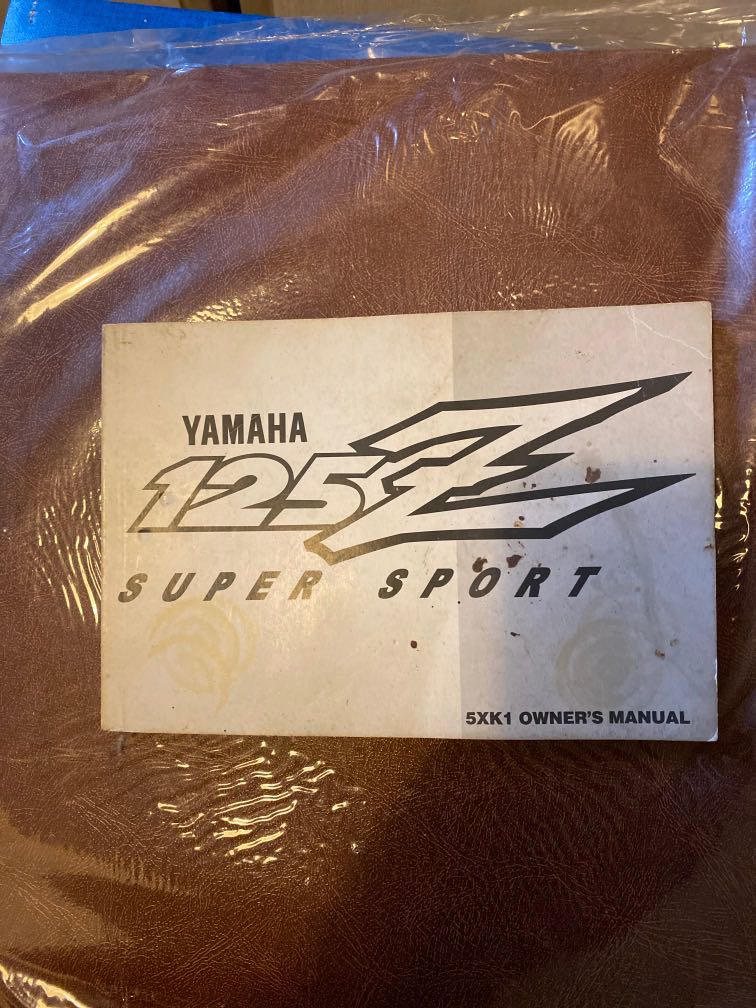 YAMAHA
125Z
SUPER SPORT
5XK1 OWNER'S MANUAL